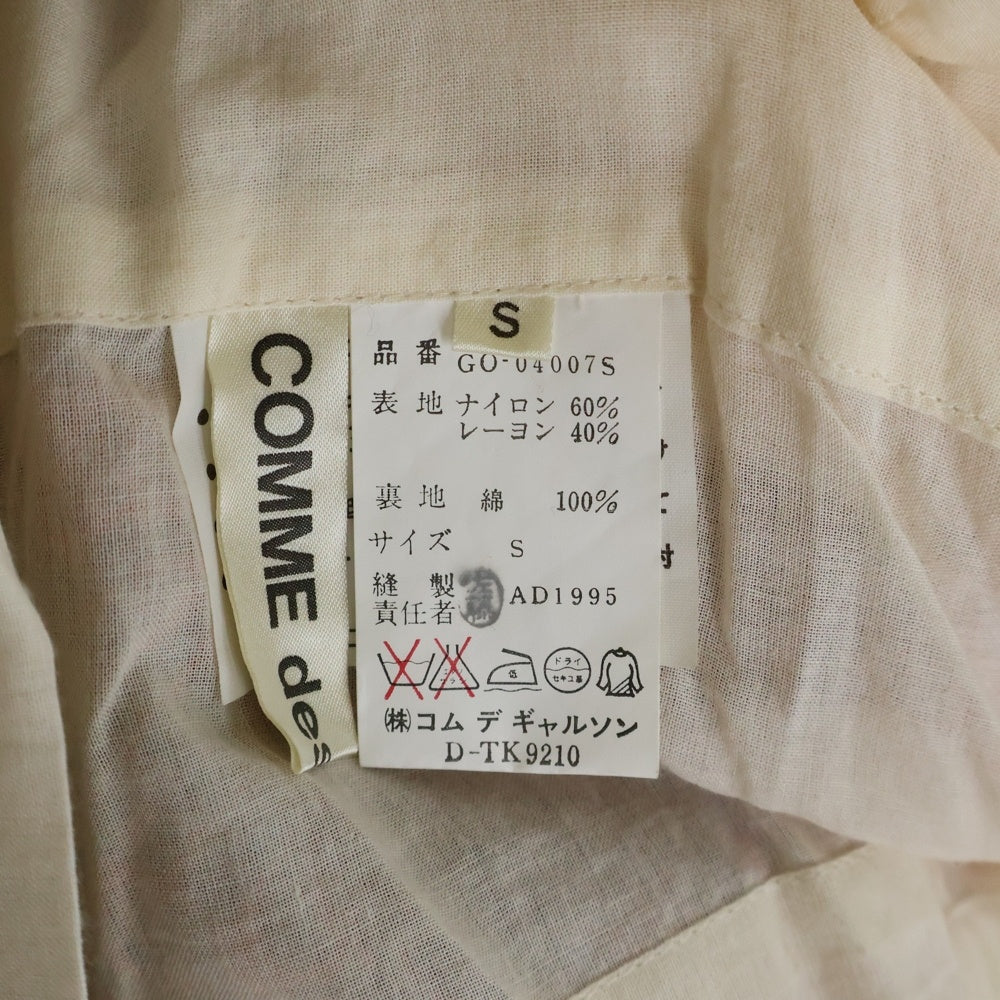 COMME des
S
品番 GO-04007S
表地 ナイロン 60%
レーヨン 40%
裏地 綿 100%
サイズ S
縫製
責任者 AD1995
低
ドライ
セキユ系
(株)コム デ ギャルソン
D-TK9210